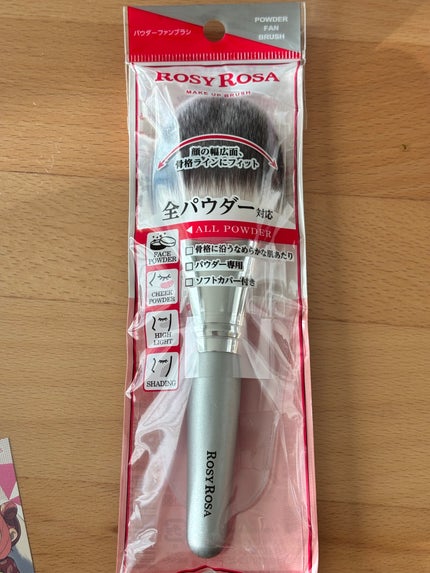 パウダーファンブラシ
POWDER
FAN
BRUSH
ROSY ROSA
MAKE UP BRUSH
顔の幅広面、
骨格ラインにフィット
全パウダー対応
ALL POWDER
FACE
POWDER
CHEEK
POWDER
HIGH
LIGHT
SHADING
骨格に沿うなめらかな肌あたり
パウダー専用
ソフトカバー付き
ROSY ROSA